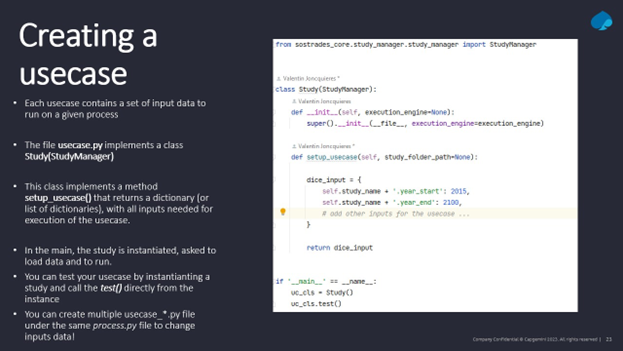 Creating a
usecase
• Each usecase contains a set of input data to
run on a given process
• The file usecase.py implements a class
Study(StudyManager)
• This class implements a method
setup_usecase() that returns a dictionary (or
list of dictionaries), with all inputs needed for
execution of the usecase.
• In the main, the study is instantiated, asked to
load data and to run.
• You can test your usecase by instantianting a
study and call the test() directly from the
instance
• You can create multiple usecase_*.py file
under the same process.py file to change
inputs data!
from sostrades_core.study_manager.study_manager import StudyManager
Valentin Joncquieres *
class Study(StudyManager):
Valentin Joncquieres
def __init__(self, execution_engine=None):
super().__init__(__file__, execution_engine=execution_engine)
Valentin Joncquieres *
def setup_usecase(self, study_folder_path=None):
dice_input = {
self.study_name + '.year_start': 2015,
self.study_name + '.year_end': 2100,
# add other inputs for the usecase ...
}
return dice_input
if '__main__' == __name__:
uc_cls = Study()
uc_cls.test()
Company Confidential © Capgemini 2023. All rights reserved |